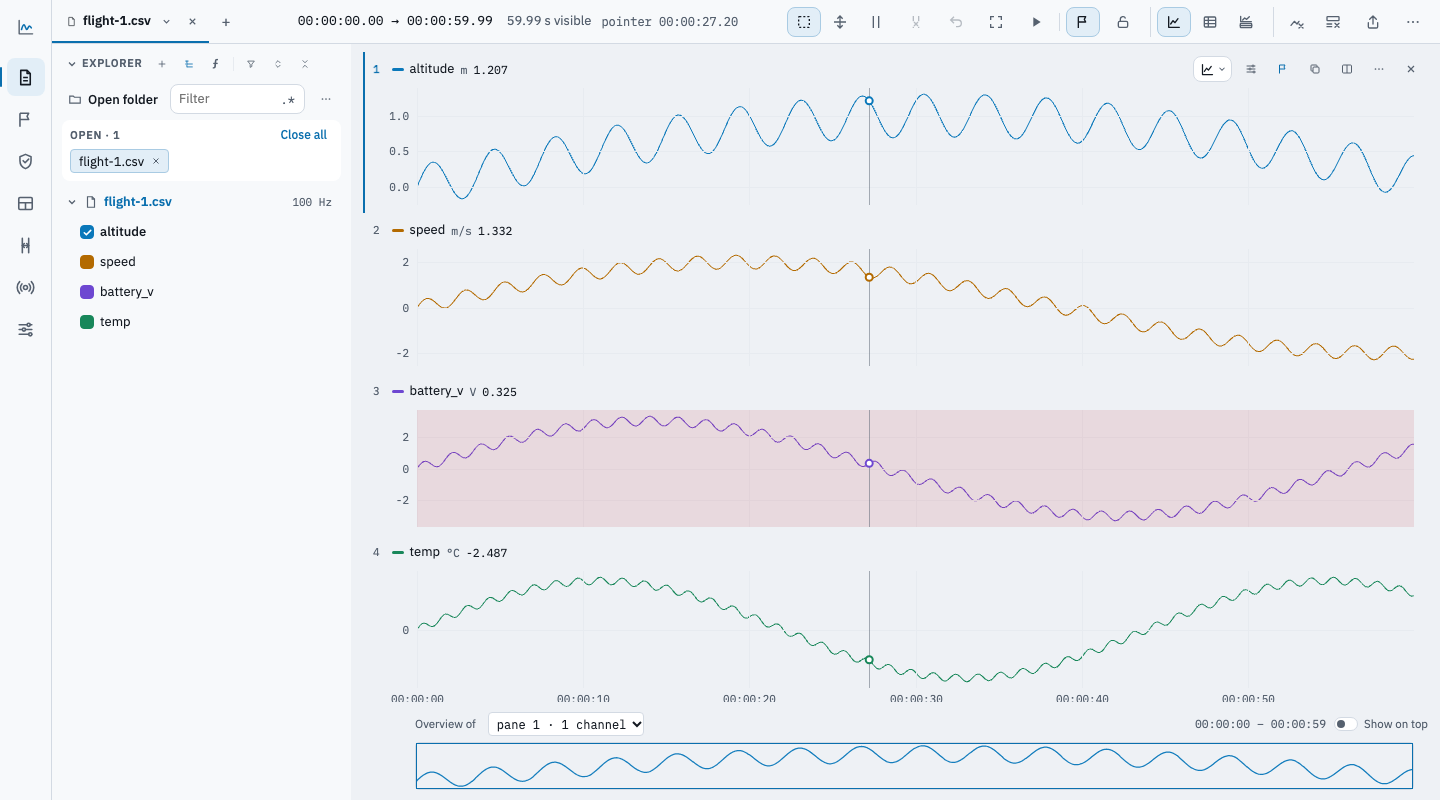 flight-1.csv
00:00:00.00 → 00:00:59.99 59.99 s visible pointer 00:00:27.20
EXPLORER
Open folder Filter .*
OPEN · 1 Close all
flight-1.csv ×
flight-1.csv 100 Hz
altitude
speed
battery_v
temp
1 altitude m 1.207
1.0
0.5
0.0
2 speed m/s 1.332
2
0
-2
3 battery_v V 0.325
2
0
-2
4 temp °C -2.487
0
00:00:00 00:00:10 00:00:20 00:00:30 00:00:40 00:00:50
Overview of pane 1 · 1 channel 00:00:00 – 00:00:59 Show on top